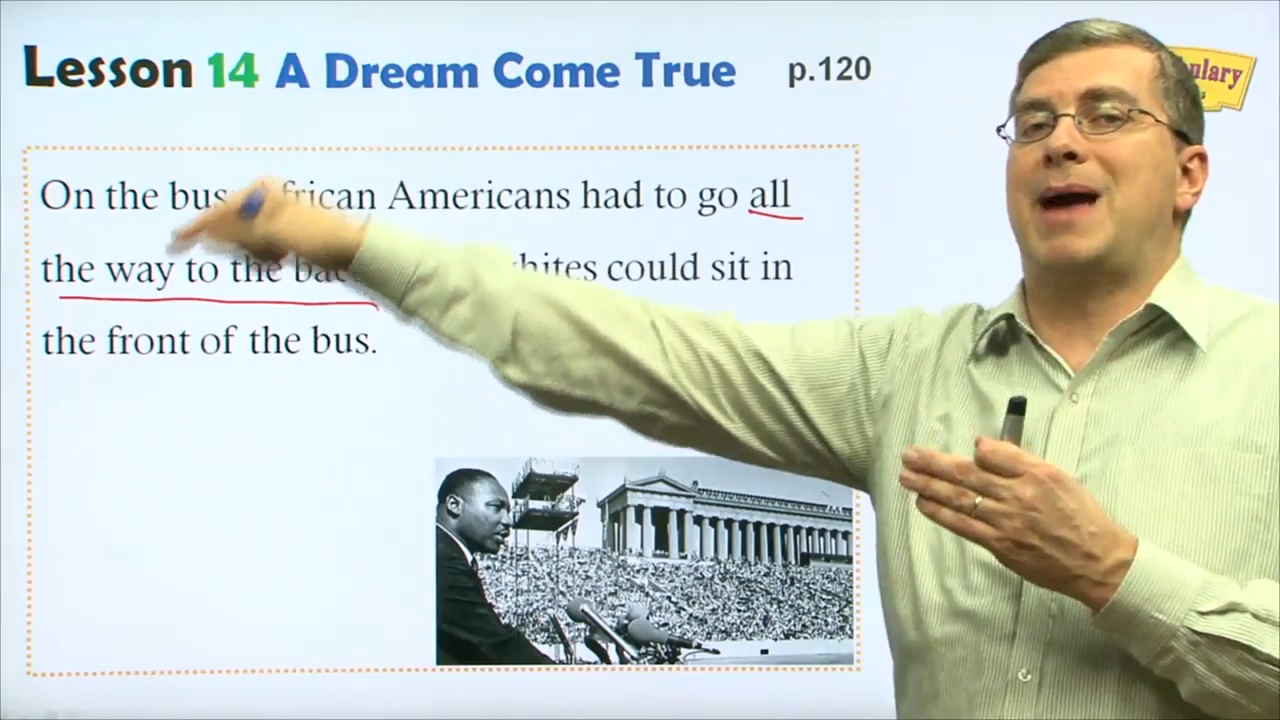 Lesson 14 A Dream Come True p.120
On the bus African Americans had to go all
the way to the could sit in
the front of the bus.